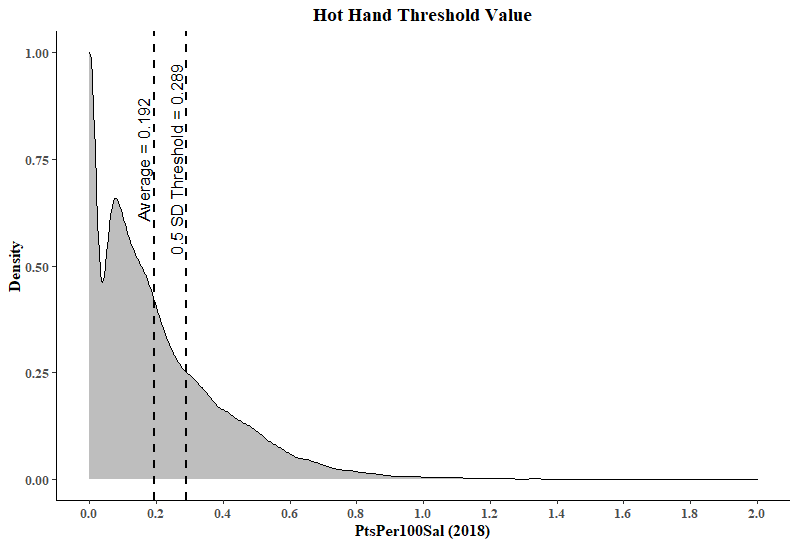 Hot Hand Threshold Value
Density
1.00
0.75
0.50
0.25
0.00
Average = 0.192
0.5 SD Threshold = 0.289
0.0 0.2 0.4 0.6 0.8 1.0 1.2 1.4 1.6 1.8 2.0
PtsPer100Sal (2018)